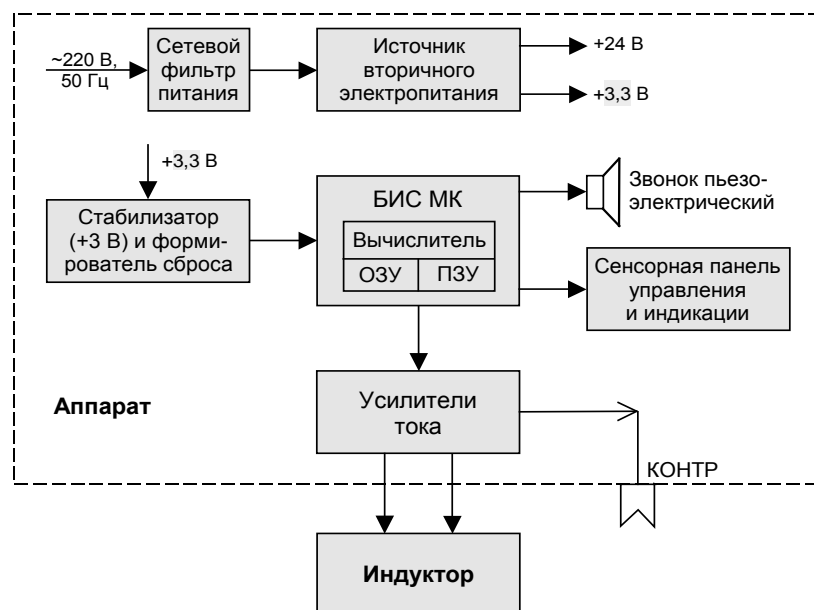 ~220 В,
50 Гц
Сетевой
фильтр
питания
Источник
вторичного
электропитания
+24 В
+3,3 В
+3,3 В
Стабилизатор
(+3 В) и форми-
рователь сброса
БИС МК
Вычислитель
ОЗУ
ПЗУ
Звонок пьезо-
электрический
Сенсорная панель
управления
и индикации
Аппарат
Усилители
тока
КОНТР
Индуктор